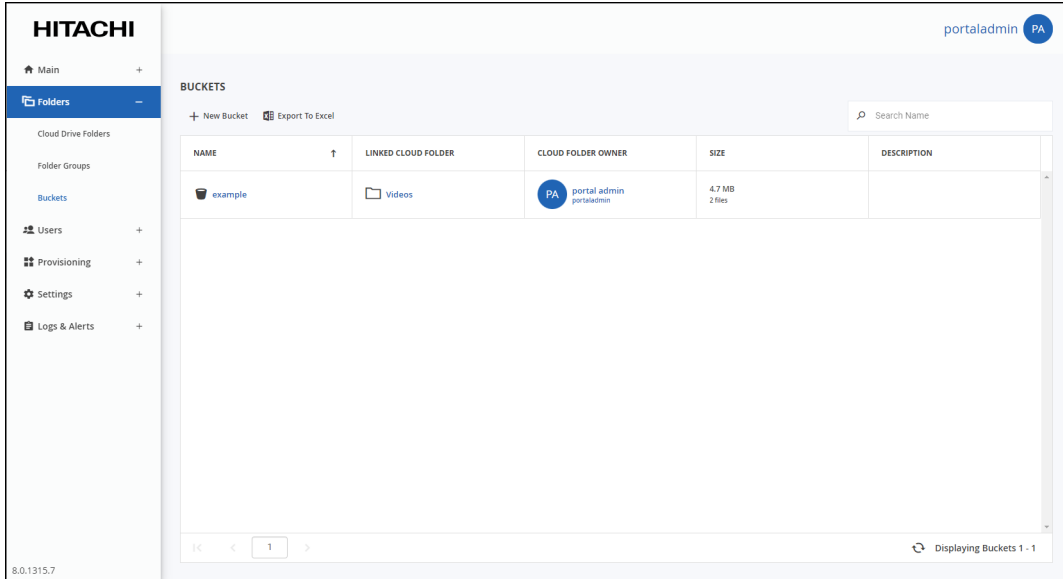 HITACHI
portaladmin PA
Main
Folders
Cloud Drive Folders
Folder Groups
Buckets
Users
Provisioning
Settings
Logs & Alerts
8.0.1315.7
BUCKETS
New Bucket Export To Excel Search Name
NAME LINKED CLOUD FOLDER CLOUD FOLDER OWNER SIZE DESCRIPTION
example Videos PA portal admin 4.7 MB
portaladmin 2 files
1 Displaying Buckets 1 - 1